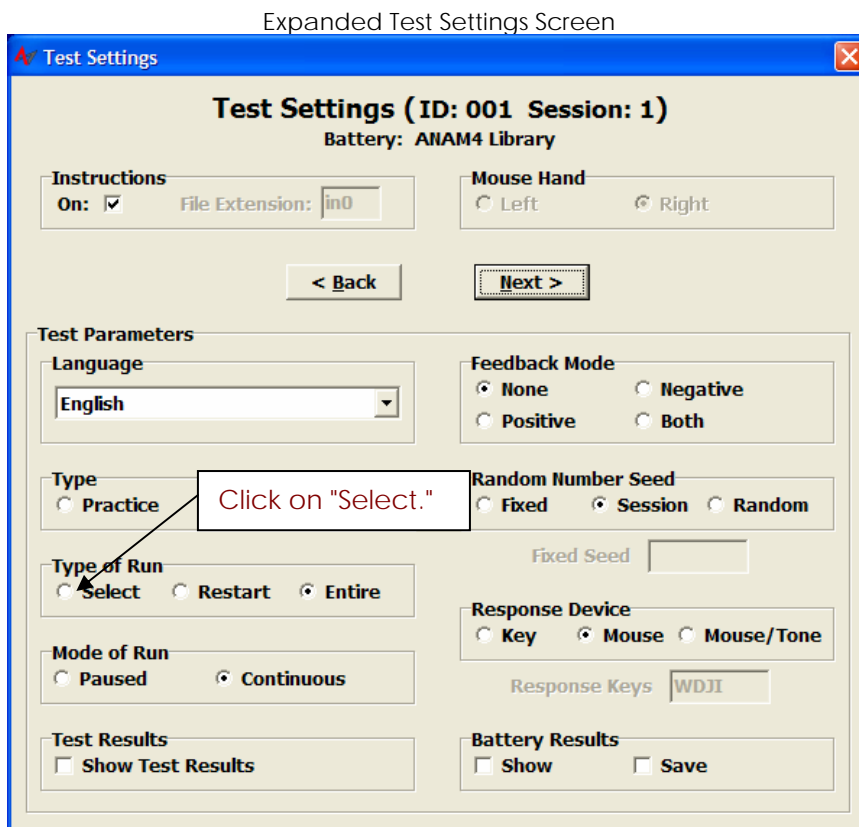 Expanded Test Settings Screen
Test Settings
Test Settings (ID: 001 Session: 1)
Battery: ANAM4 Library
Instructions
On: File Extension: in0
Mouse Hand
Left Right
< Back Next >
Test Parameters
Language
English
Feedback Mode
None Negative
Positive Both
Type
Practice
Click on "Select."
Random Number Seed
Fixed Session Random
Fixed Seed
Type of Run
Select Restart Entire
Response Device
Key Mouse Mouse/Tone
Response Keys WDJI
Mode of Run
Paused Continuous
Test Results
Show Test Results
Battery Results
Show Save